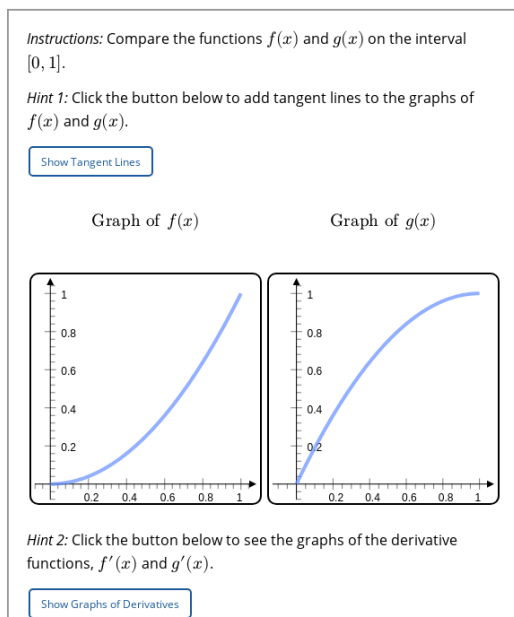 Instructions: Compare the functions f(x) and g(x) on the interval
[0, 1].
Hint 1: Click the button below to add tangent lines to the graphs of
f(x) and g(x).
Show Tangent Lines
Graph of f(x)
Graph of g(x)
1
0.8
0.6
0.4
0.2
0.2 0.4 0.6 0.8 1
1
0.8
0.6
0.4
0.2
0.2 0.4 0.6 0.8 1
Hint 2: Click the button below to see the graphs of the derivative
functions, f′(x) and g′(x).
Show Graphs of Derivatives